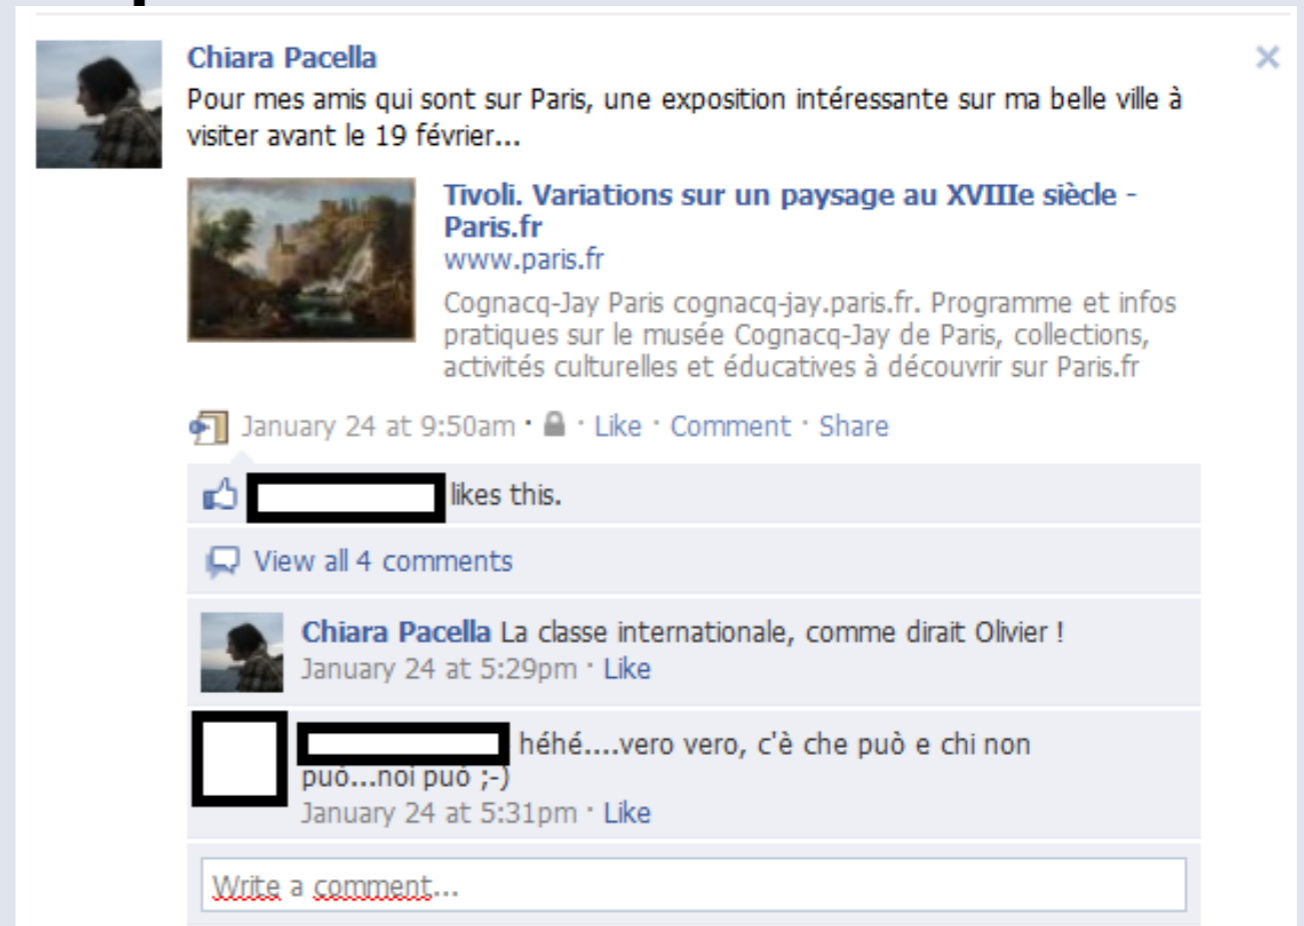 Chiara Pacella
Pour mes amis qui sont sur Paris, une exposition intéressante sur ma belle ville à
visiter avant le 19 février...
Tivoli. Variations sur un paysage au XVIIIe siècle -
Paris.fr
www.paris.fr
Cognacq-Jay Paris cognacq-jay.paris.fr. Programme et infos
pratiques sur le musée Cognacq-Jay de Paris, collections,
activités culturelles et éducatives à découvrir sur Paris.fr
January 24 at 9:50am · · Like · Comment · Share
likes this.
View all 4 comments
Chiara Pacella La classe internationale, comme dirait Olivier !
January 24 at 5:29pm · Like
héhé....vero vero, c'è che può e chi non
può...noi può ;-)
January 24 at 5:31pm · Like
Write a comment...